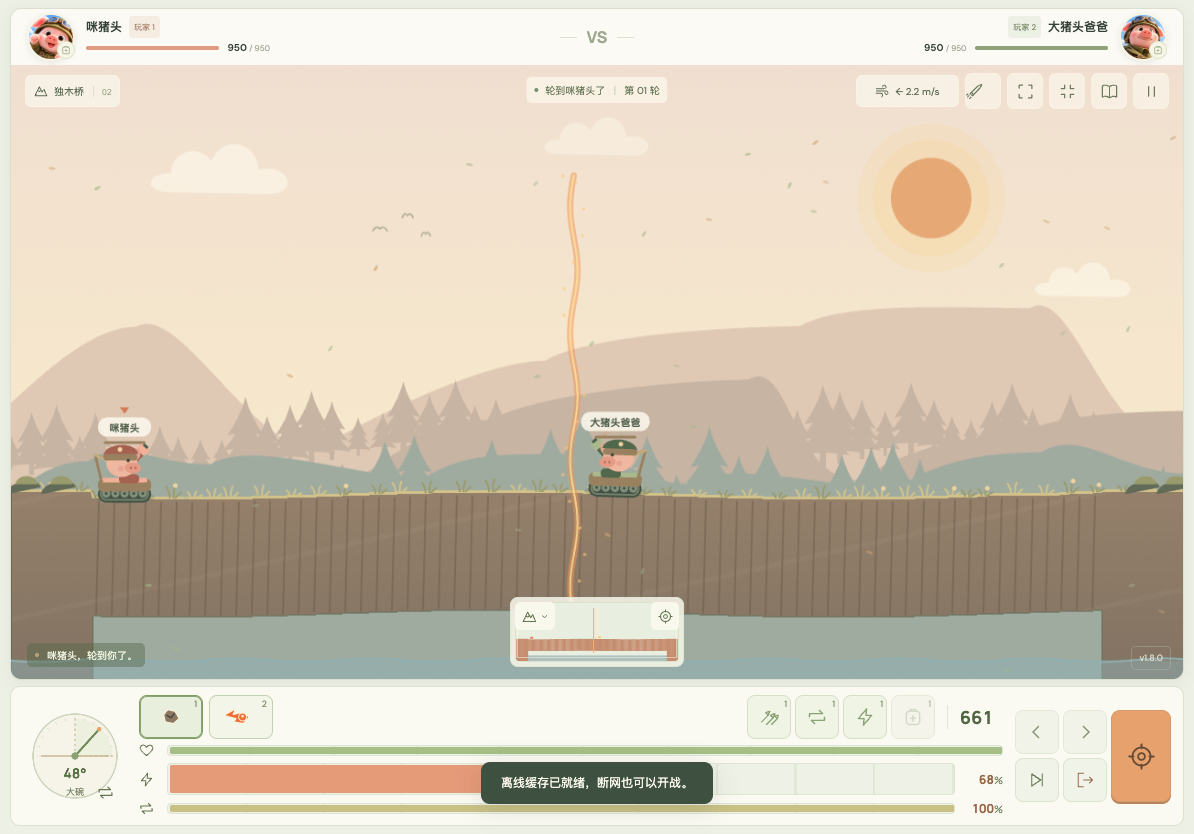 咪猪头 玩家 1
950 / 950
VS
玩家 2 大猪头爸爸
950 / 950
独木桥 02
轮到咪猪头了 第 01 轮
← 2.2 m/s
咪猪头
大猪头爸爸
咪猪头，轮到你了。
v1.8.0
1
2
1
1
1
1
661
48°
大碗
离线缓存已就绪，断网也可以开战。
68%
100%